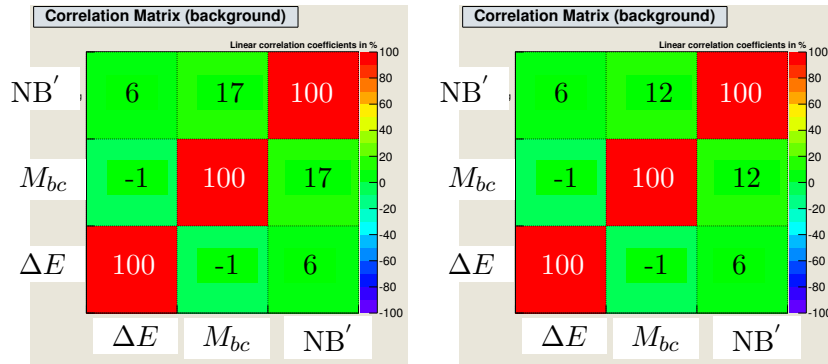 Correlation Matrix (background)
Linear correlation coefficients in %
NB′ 6 17 100
M_bc -1 100 17
ΔE 100 -1 6
ΔE M_bc NB′
100
80
60
40
20
0
-20
-40
-60
-80
-100
Correlation Matrix (background)
Linear correlation coefficients in %
NB′ 6 12 100
M_bc -1 100 12
ΔE 100 -1 6
ΔE M_bc NB′
100
80
60
40
20
0
-20
-40
-60
-80
-100